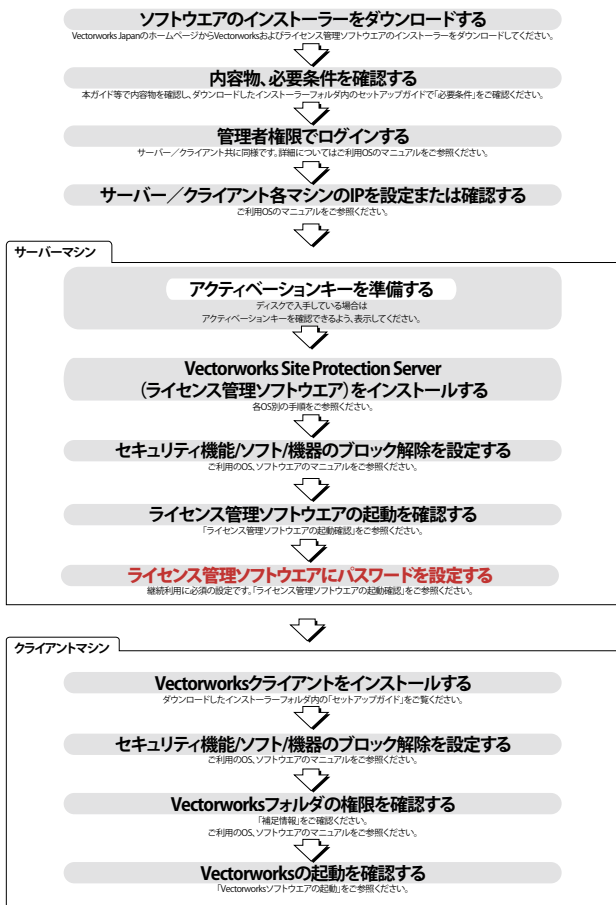 ソフトウエアのインストーラーをダウンロードする
Vectorworks JapanのホームページからVectorworksおよびライセンス管理ソフトウエアのインストーラーをダウンロードしてください。
内容物、必要条件を確認する
本ガイド等で内容物を確認し、ダウンロードしたインストーラーフォルダ内のセットアップガイドで「必要条件」をご確認ください。
管理者権限でログインする
サーバー／クライアント共に同様です。詳細についてはご利用OSのマニュアルをご参照ください。
サーバー／クライアント各マシンのIPを設定または確認する
ご利用OSのマニュアルをご参照ください。
サーバーマシン
アクティベーションキーを準備する
ディスクで入手している場合は
アクティベーションキーを確認できるよう、表示してください。
Vectorworks Site Protection Server
（ライセンス管理ソフトウエア）をインストールする
各OS別の手順をご参照ください。
セキュリティ機能/ソフト/機器のブロック解除を設定する
ご利用のOS、ソフトウエアのマニュアルをご参照ください。
ライセンス管理ソフトウエアの起動を確認する
「ライセンス管理ソフトウエアの起動確認」をご参照ください。
ライセンス管理ソフトウエアにパスワードを設定する
継続利用に必須の設定です。「ライセンス管理ソフトウエアの起動確認」をご参照ください。
クライアントマシン
Vectorworksクライアントをインストールする
ダウンロードしたインストーラーフォルダ内の「セットアップガイド」をご覧ください。
セキュリティ機能/ソフト/機器のブロック解除を設定する
ご利用のOS、ソフトウエアのマニュアルをご参照ください。
Vectorworksフォルダの権限を確認する
「補足情報」をご確認ください。
ご利用のOS、ソフトウエアのマニュアルをご参照ください。
Vectorworksの起動を確認する
「Vectorworksソフトウエアの起動」をご参照ください。